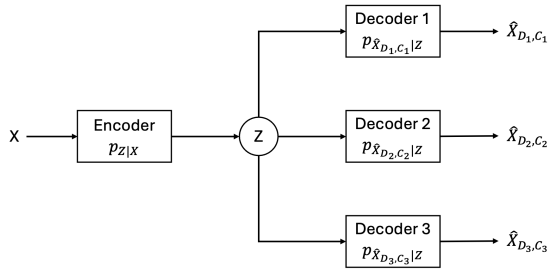 Decoder 1
p_{X̂_{D_1,C_1}|Z}
X̂_{D_1,C_1}
X
Encoder
p_{Z|X}
Z
Decoder 2
p_{X̂_{D_2,C_2}|Z}
X̂_{D_2,C_2}
Decoder 3
p_{X̂_{D_3,C_3}|Z}
X̂_{D_3,C_3}